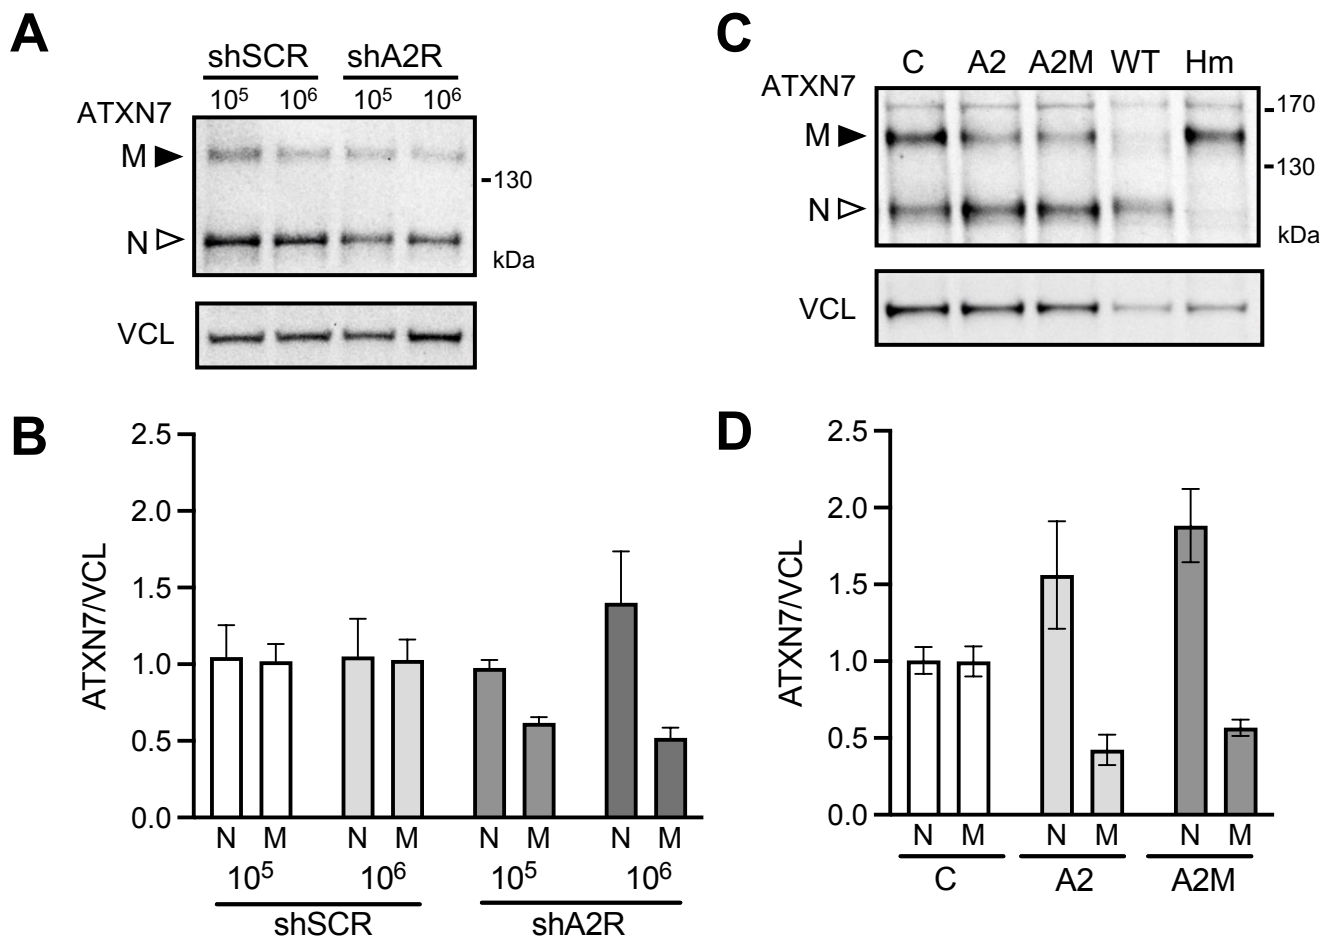 A
shSCR shA2R
10⁵ 10⁶ 10⁵ 10⁶
ATXN7
M
-130
N
kDa
VCL
B
2.5
2.0
1.5
1.0
0.5
0.0
ATXN7/VCL
N M N M N M N M
10⁵ 10⁶ 10⁵ 10⁶
shSCR shA2R
C
C A2 A2M WT Hm
ATXN7
-170
M
-130
N
kDa
VCL
D
2.5
2.0
1.5
1.0
0.5
0.0
ATXN7/VCL
N M N M N M
C A2 A2M